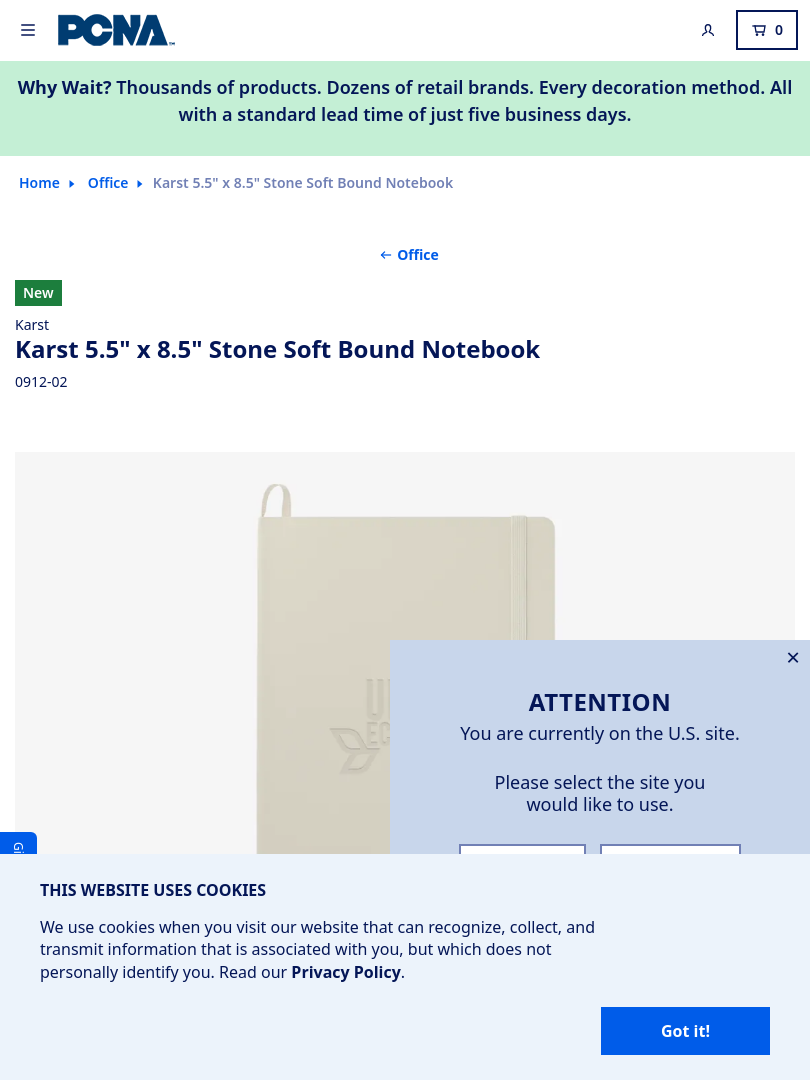 PCNA
0
Why Wait? Thousands of products. Dozens of retail brands. Every decoration method. All
with a standard lead time of just five business days.
Home
Office
Karst 5.5" x 8.5" Stone Soft Bound Notebook
← Office
New
Karst
Karst 5.5" x 8.5" Stone Soft Bound Notebook
0912-02
ATTENTION
You are currently on the U.S. site.
Please select the site you
would like to use.
THIS WEBSITE USES COOKIES
We use cookies when you visit our website that can recognize, collect, and
transmit information that is associated with you, but which does not
personally identify you. Read our Privacy Policy.
Got it!